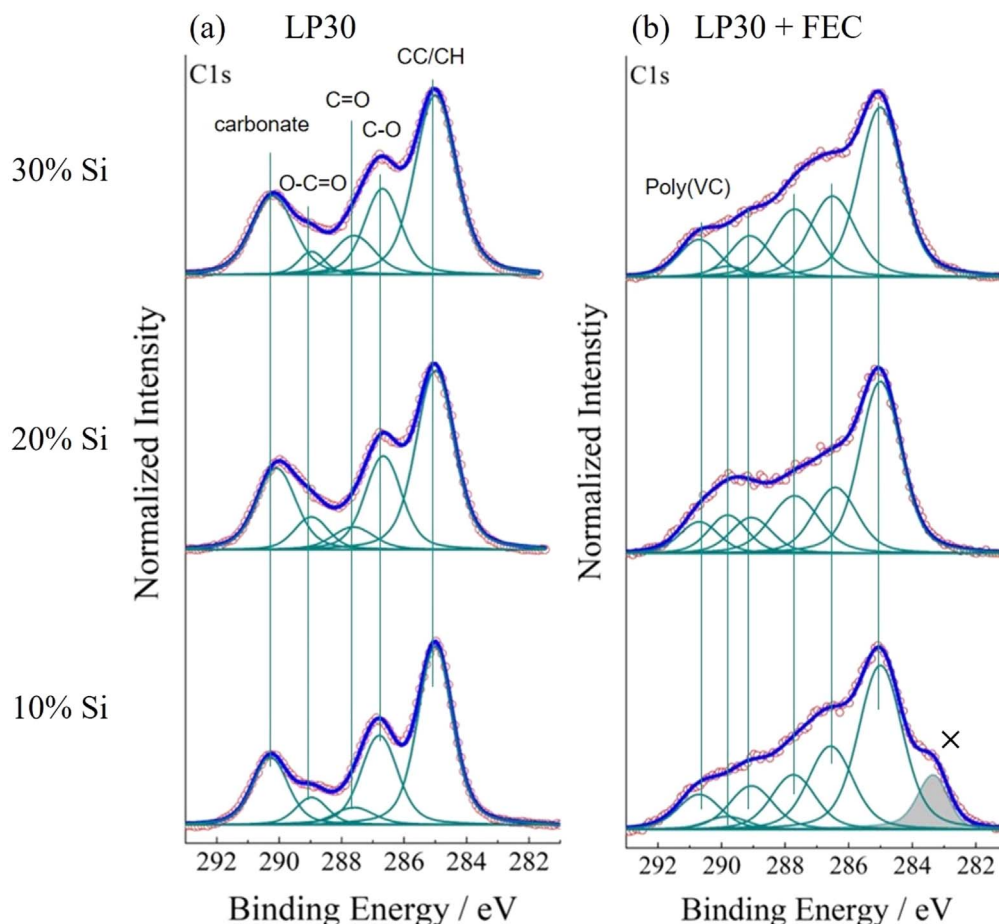 (a) LP30
(b) LP30 + FEC
C1s
CC/CH
C=O
carbonate
C-O
O-C=O
C1s
Poly(VC)
30% Si
20% Si
10% Si
Normalized Intensity
Normalized Intenstiy
×
292 290 288 286 284 282
292 290 288 286 284 282
Binding Energy / eV
Binding Energy / eV